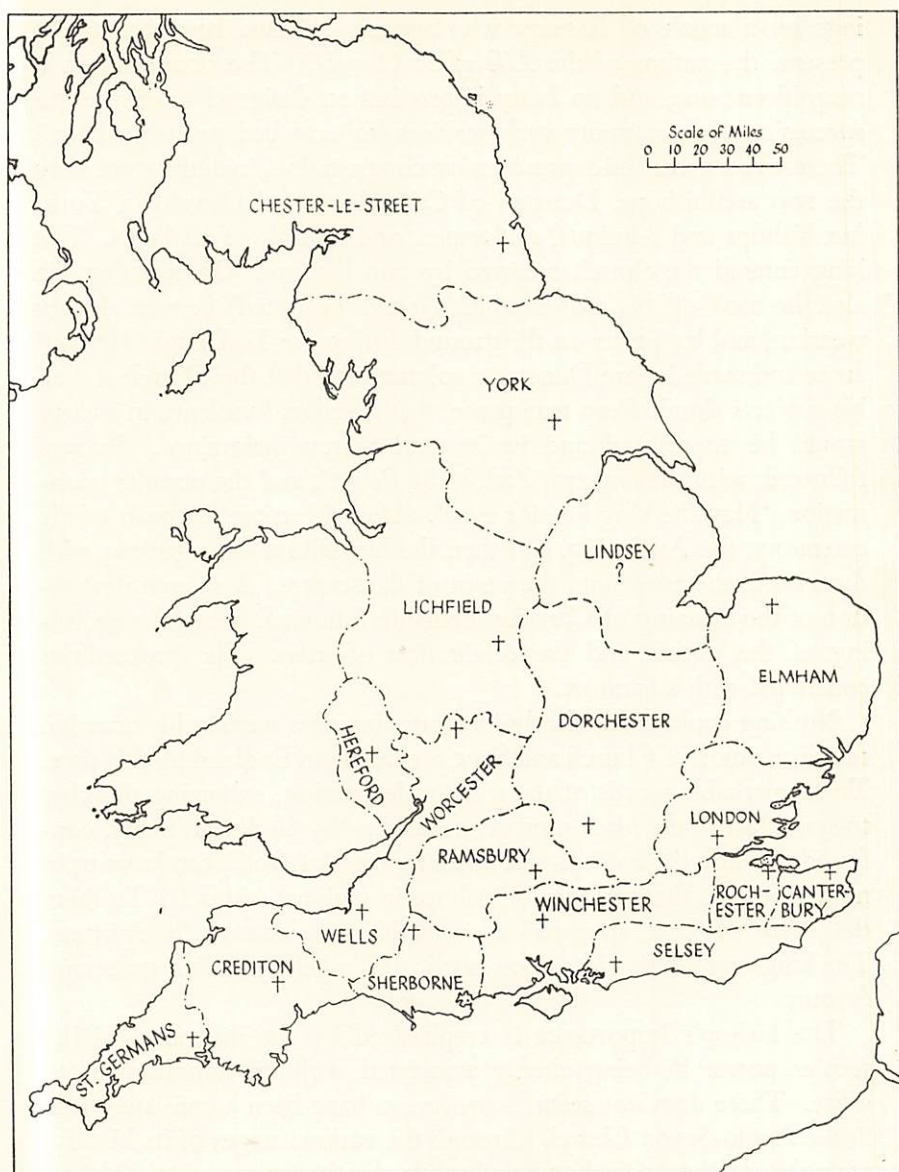 Scale of Miles
0 10 20 30 40 50
CHESTER-LE-STREET
YORK
LINDSEY
?
LICHFIELD
ELMHAM
DORCHESTER
HEREFORD
WORCESTER
LONDON
RAMSBURY
ROCH-
ESTER
CANTER-
BURY
WINCHESTER
WELLS
SELSEY
CREDITON
SHERBORNE
ST. GERMANS